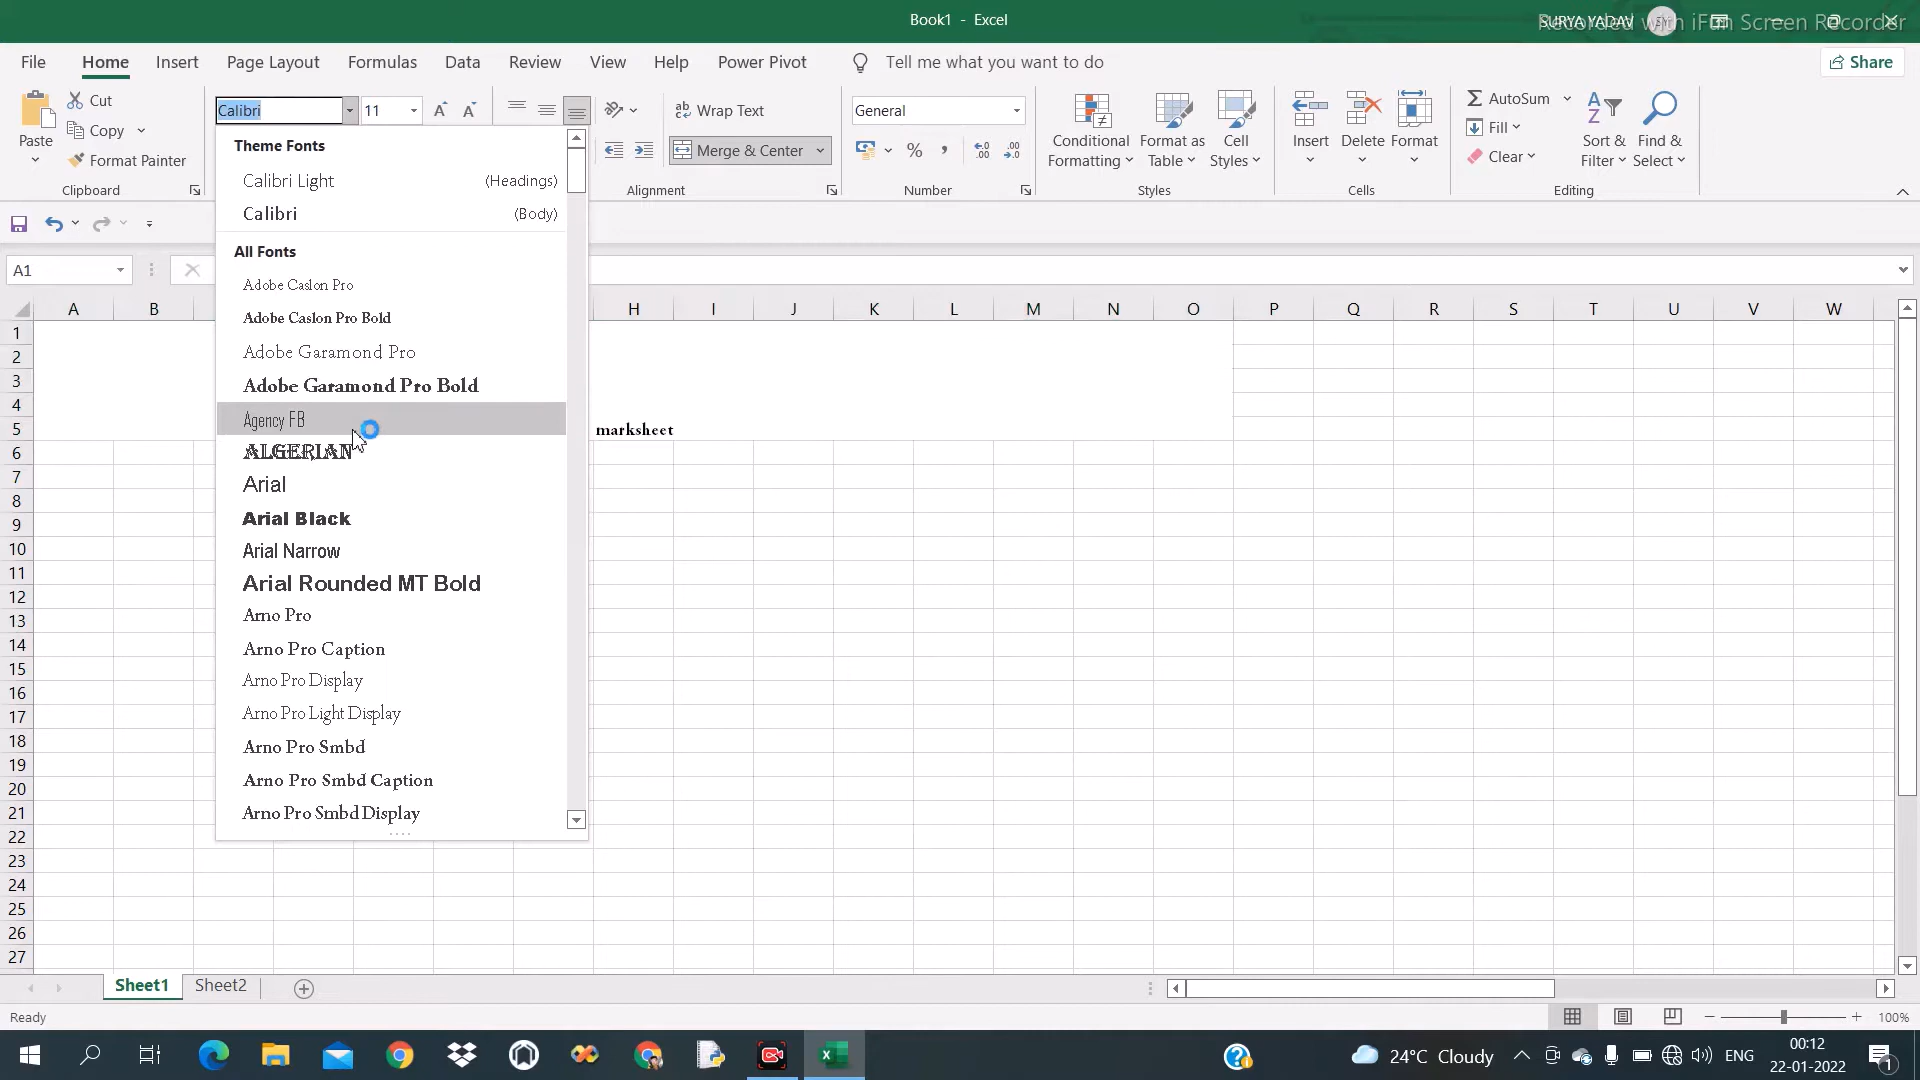 Book1 - Excel
SURYA YADAV
SY
Recorded with iFun Screen Recorder
File Home Insert Page Layout Formulas Data Review View Help Power Pivot Tell me what you want to do Share
Paste
Cut
Copy
Format Painter
Clipboard
Calibri 11
Wrap Text
Merge & Center
Alignment
General
%
Number
Conditional Formatting
Format as Table
Cell Styles
Styles
Insert Delete Format
Cells
AutoSum
Fill
Clear
Sort & Filter
Find & Select
Editing
Theme Fonts
Calibri Light (Headings)
Calibri (Body)
All Fonts
Adobe Caslon Pro
Adobe Caslon Pro Bold
Adobe Garamond Pro
Adobe Garamond Pro Bold
Agency FB
ALGERIAN
Arial
Arial Black
Arial Narrow
Arial Rounded MT Bold
Arno Pro
Arno Pro Caption
Arno Pro Display
Arno Pro Light Display
Arno Pro Smbd
Arno Pro Smbd Caption
Arno Pro Smbd Display
A1
A B H I J K L M N O P Q R S T U V W
1
2
3
4
5
marksheet
6
7
8
9
10
11
12
13
14
15
16
17
18
19
20
21
22
23
24
25
26
27
Sheet1 Sheet2
Ready
100%
24°C Cloudy
ENG
00:12
22-01-2022
1